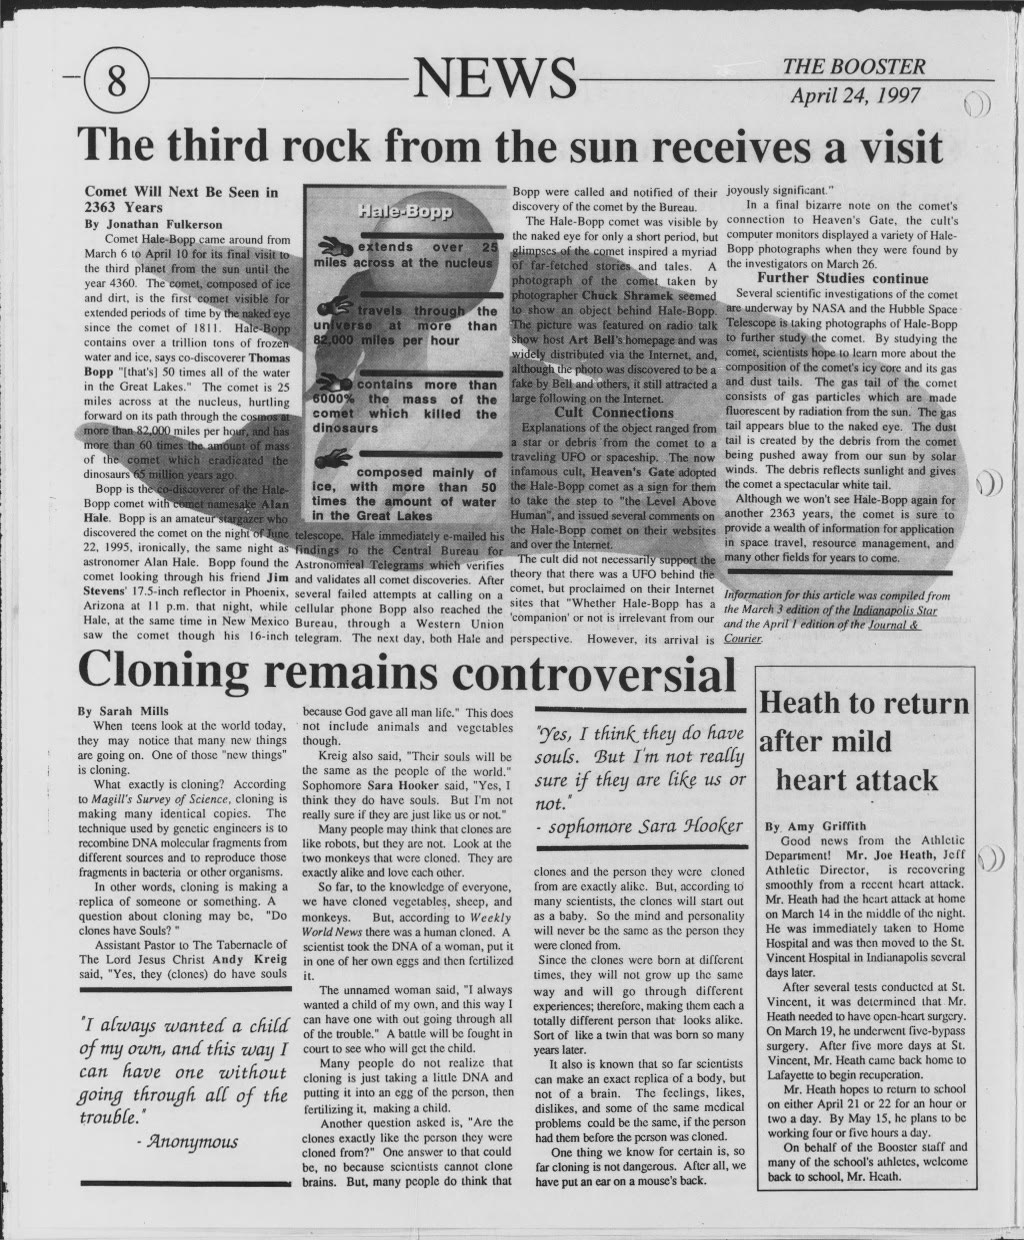 8
NEWS
THE BOOSTER
April 24, 1997
The third rock from the sun receives a visit
Comet Will Next Be Seen in
2363 Years
By Jonathan Fulkerson
Comet Hale-Bopp came around from
March 6 to April 10 for its final visit to
the third planet from the sun until the
year 4360. The comet, composed of ice
and dirt, is the first comet visible for
extended periods of time by the naked eye
since the comet of 1811. Hale-Bopp
contains over a trillion tons of frozen
water and ice, says co-discoverer Thomas
Bopp "[that's] 50 times all of the water
in the Great Lakes." The comet is 25
miles across at the nucleus, hurtling
forward on its path through the cosmos at
more than 82,000 miles per hour, and has
more than 60 times the amount of mass
of the comet which eradicated the
dinosaurs 65 million years ago.
Bopp is the co-discoverer of the Hale-
Bopp comet with comet namesake Alan
Hale. Bopp is an amateur stargazer who
discovered the comet on the night of June
22, 1995, ironically, the same night as
astronomer Alan Hale. Bopp found the
comet looking through his friend Jim
Stevens' 17.5-inch reflector in Phoenix,
Arizona at 11 p.m. that night, while
Hale, at the same time in New Mexico
saw the comet though his 16-inch
Hale-Bopp
extends over 25
miles across at the nucleus
travels through the
universe at more than
82,000 miles per hour
contains more than
6000% the mass of the
comet which killed the
dinosaurs
composed mainly of
ice, with more than 50
times the amount of water
in the Great Lakes
telescope. Hale immediately e-mailed his
findings to the Central Bureau for
Astronomical Telegrams which verifies
and validates all comet discoveries. After
several failed attempts at calling on a
cellular phone Bopp also reached the
Bureau, through a Western Union
telegram. The next day, both Hale and
Bopp were called and notified of their
discovery of the comet by the Bureau.
The Hale-Bopp comet was visible by
the naked eye for only a short period, but
glimpses of the comet inspired a myriad
of far-fetched stories and tales. A
photograph of the comet taken by
photographer Chuck Shramek seemed
to show an object behind Hale-Bopp.
The picture was featured on radio talk
show host Art Bell's homepage and was
widely distributed via the Internet, and,
although the photo was discovered to be a
fake by Bell and others, it still attracted a
large following on the Internet.
Cult Connections
Explanations of the object ranged from
a star or debris from the comet to a
traveling UFO or spaceship. The now
infamous cult, Heaven's Gate adopted
the Hale-Bopp comet as a sign for them
to take the step to "the Level Above
Human", and issued several comments on
the Hale-Bopp comet on their websites
and over the Internet.
The cult did not necessarily support the
theory that there was a UFO behind the
comet, but proclaimed on their Internet
sites that "Whether Hale-Bopp has a
'companion' or not is irrelevant from our
perspective. However, its arrival is
joyously significant."
In a final bizarre note on the comet's
connection to Heaven's Gate, the cult's
computer monitors displayed a variety of Hale-
Bopp photographs when they were found by
the investigators on March 26.
Further Studies continue
Several scientific investigations of the comet
are underway by NASA and the Hubble Space
Telescope is taking photographs of Hale-Bopp
to further study the comet. By studying the
comet, scientists hope to learn more about the
composition of the comet's icy core and its gas
and dust tails. The gas tail of the comet
consists of gas particles which are made
fluorescent by radiation from the sun. The gas
tail appears blue to the naked eye. The dust
tail is created by the debris from the comet
being pushed away from our sun by solar
winds. The debris reflects sunlight and gives
the comet a spectacular white tail.
Although we won't see Hale-Bopp again for
another 2363 years, the comet is sure to
provide a wealth of information for application
in space travel, resource management, and
many other fields for years to come.
Information for this article was compiled from
the March 3 edition of the Indianapolis Star
and the April 1 edition of the Journal &
Courier.
Cloning remains controversial
By Sarah Mills
When teens look at the world today,
they may notice that many new things
are going on. One of those "new things"
is cloning.
What exactly is cloning? According
to Magill's Survey of Science, cloning is
making many identical copies. The
technique used by genetic engineers is to
recombine DNA molecular fragments from
different sources and to reproduce those
fragments in bacteria or other organisms.
In other words, cloning is making a
replica of someone or something. A
question about cloning may be, "Do
clones have Souls? "
Assistant Pastor to The Tabernacle of
The Lord Jesus Christ Andy Kreig
said, "Yes, they (clones) do have souls
"I always wanted a child
of my own, and this way I
can have one without
going through all of the
trouble."
- Anonymous
because God gave all man life." This does
not include animals and vegetables
though.
Kreig also said, "Their souls will be
the same as the people of the world."
Sophomore Sara Hooker said, "Yes, I
think they do have souls. But I'm not
really sure if they are just like us or not."
Many people may think that clones are
like robots, but they are not. Look at the
two monkeys that were cloned. They are
exactly alike and love each other.
So far, to the knowledge of everyone,
we have cloned vegetables, sheep, and
monkeys. But, according to Weekly
World News there was a human cloned. A
scientist took the DNA of a woman, put it
in one of her own eggs and then fertilized
it.
The unnamed woman said, "I always
wanted a child of my own, and this way I
can have one with out going through all
of the trouble." A battle will be fought in
court to see who will get the child.
Many people do not realize that
cloning is just taking a little DNA and
putting it into an egg of the person, then
fertilizing it, making a child.
Another question asked is, "Are the
clones exactly like the person they were
cloned from?" One answer to that could
be, no because scientists cannot clone
brains. But, many people do think that
"Yes, I think they do have
souls. But I'm not really
sure if they are like us or
not."
- sophomore Sara Hooker
clones and the person they were cloned
from are exactly alike. But, according to
many scientists, the clones will start out
as a baby. So the mind and personality
will never be the same as the person they
were cloned from.
Since the clones were born at different
times, they will not grow up the same
way and will go through different
experiences; therefore, making them each a
totally different person that looks alike.
Sort of like a twin that was born so many
years later.
It also is known that so far scientists
can make an exact replica of a body, but
not of a brain. The feelings, likes,
dislikes, and some of the same medical
problems could be the same, if the person
had them before the person was cloned.
One thing we know for certain is, so
far cloning is not dangerous. After all, we
have put an ear on a mouse's back.
Heath to return
after mild
heart attack
By Amy Griffith
Good news from the Athletic
Department! Mr. Joe Heath, Jeff
Athletic Director, is recovering
smoothly from a recent heart attack.
Mr. Heath had the heart attack at home
on March 14 in the middle of the night.
He was immediately taken to Home
Hospital and was then moved to the St.
Vincent Hospital in Indianapolis several
days later.
After several tests conducted at St.
Vincent, it was determined that Mr.
Heath needed to have open-heart surgery.
On March 19, he underwent five-bypass
surgery. After five more days at St.
Vincent, Mr. Heath came back home to
Lafayette to begin recuperation.
Mr. Heath hopes to return to school
on either April 21 or 22 for an hour or
two a day. By May 15, he plans to be
working four or five hours a day.
On behalf of the Booster staff and
many of the school's athletes, welcome
back to school, Mr. Heath.